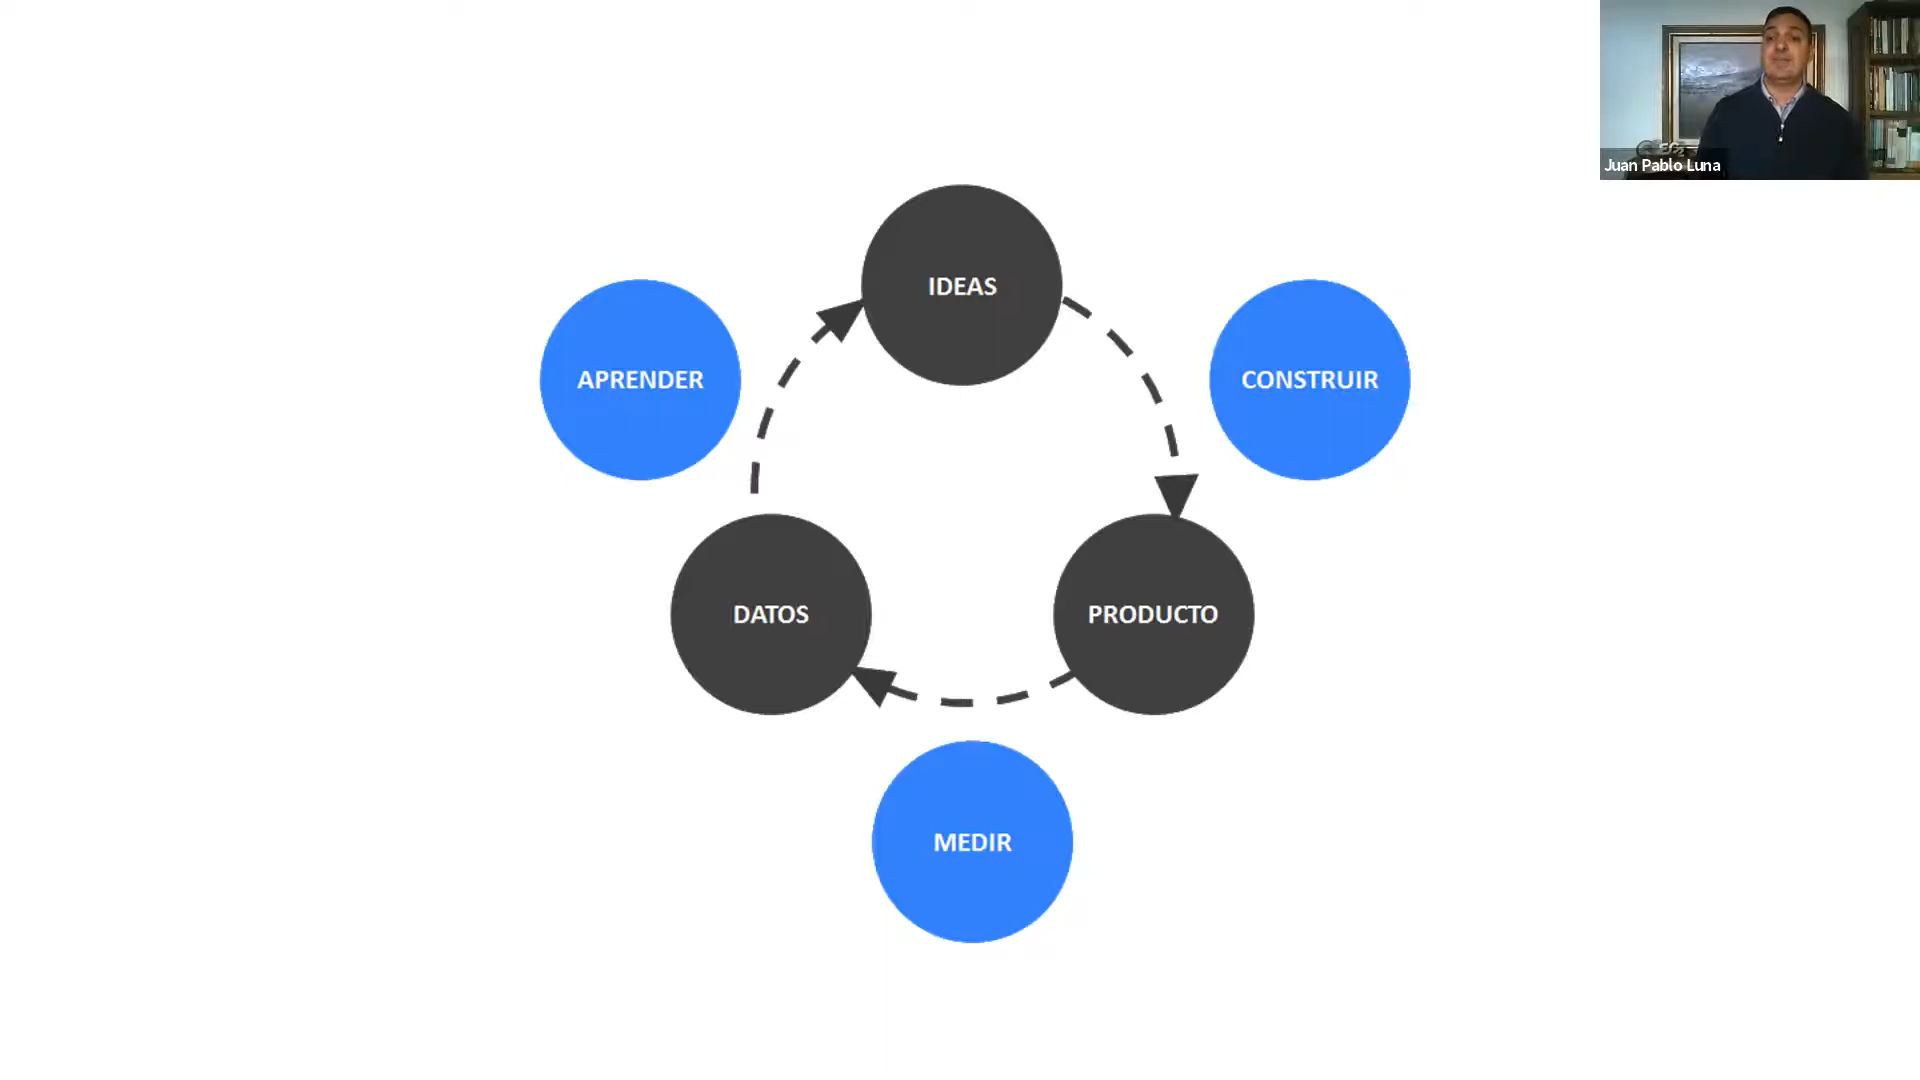 IDEAS
APRENDER
CONSTRUIR
DATOS
PRODUCTO
MEDIR
Juan Pablo Luna